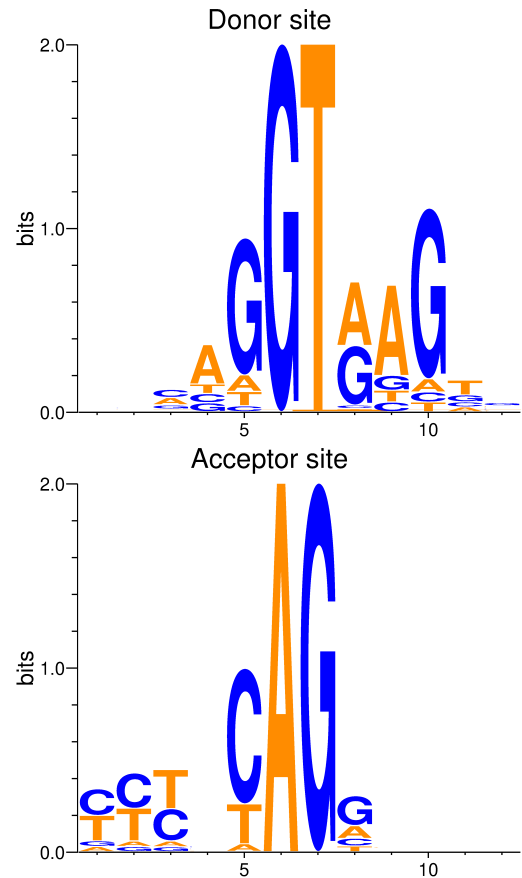 Donor site
2.0
1.0
0.0
bits
C A G
A T C G
G A T C
G
T
A G C
A G T C
G A C T
T G C A
5
10
Acceptor site
2.0
1.0
0.0
bits
C T G A
C T A G
T C A G
C T
A
G
G A C T
5
10